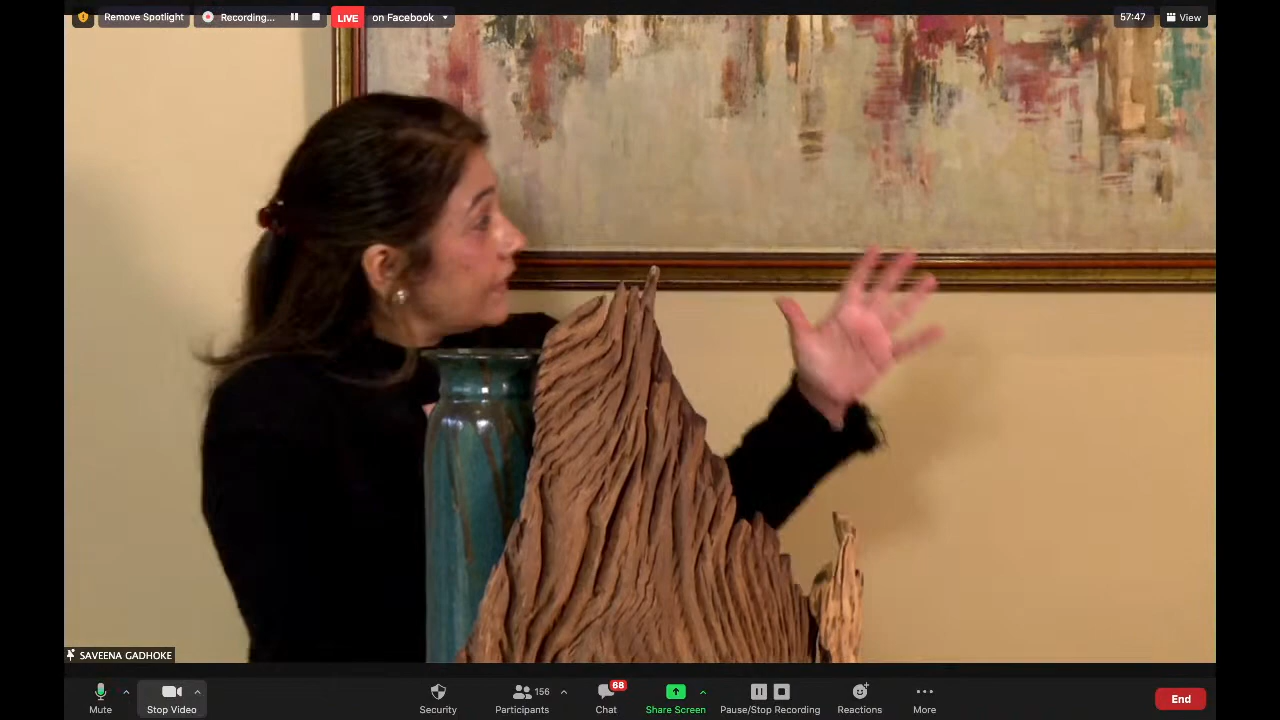 Remove Spotlight
Recording...
LIVE
on Facebook
57:47
View
SAVEENA GADHOKE
Mute
Stop Video
Security
156
Participants
68
Chat
Share Screen
Pause/Stop Recording
Reactions
More
End